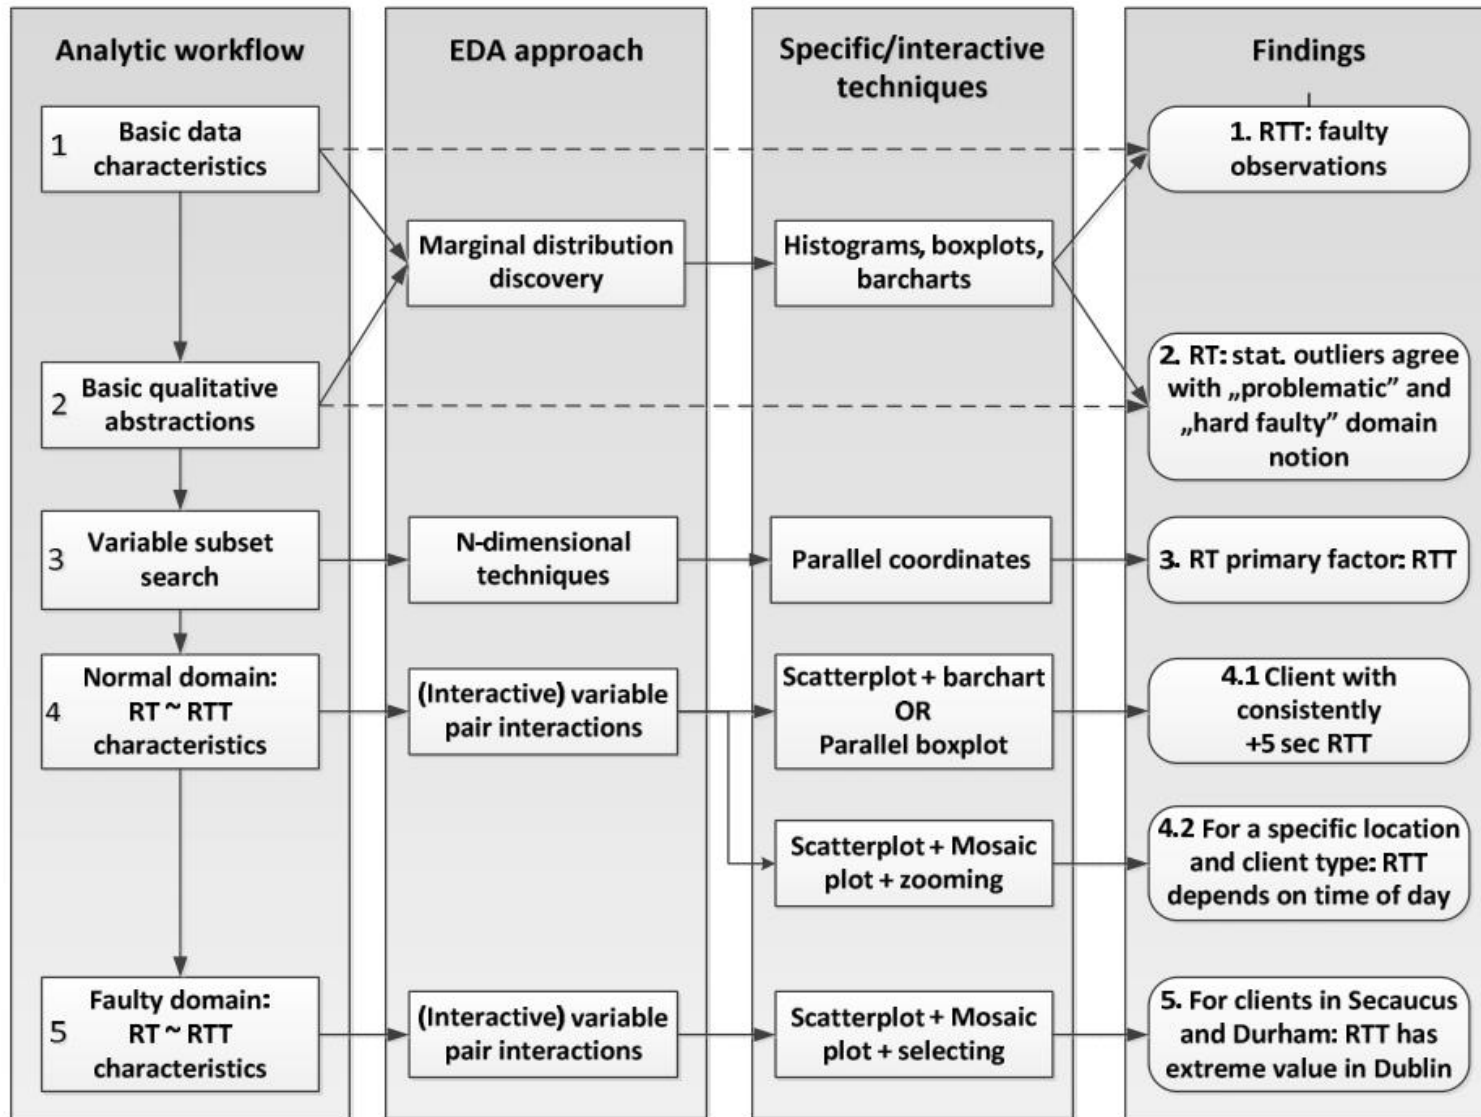 Analytic workflow
EDA approach
Specific/interactive
techniques
Findings
1
Basic data
characteristics
1. RTT: faulty
observations
Marginal distribution
discovery
Histograms, boxplots,
barcharts
2
Basic qualitative
abstractions
2. RT: stat. outliers agree
with „problematic” and
„hard faulty” domain
notion
3
Variable subset
search
N-dimensional
techniques
Parallel coordinates
3. RT primary factor: RTT
4
Normal domain:
RT ~ RTT
characteristics
(Interactive) variable
pair interactions
Scatterplot + barchart
OR
Parallel boxplot
4.1 Client with
consistently
+5 sec RTT
Scatterplot + Mosaic
plot + zooming
4.2 For a specific location
and client type: RTT
depends on time of day
5
Faulty domain:
RT ~ RTT
characteristics
(Interactive) variable
pair interactions
Scatterplot + Mosaic
plot + selecting
5. For clients in Secaucus
and Durham: RTT has
extreme value in Dublin